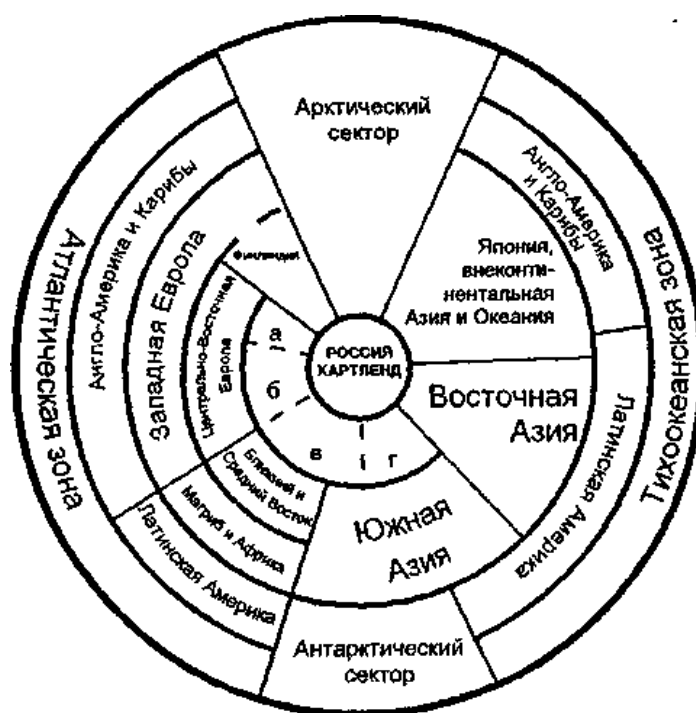 Арктический
сектор
Англо-Америка
и Карибы
Тихоокеанская зона
Атлантическая зона
Англо-Америка и Карибы
Западная Европа
Финляндия
Центрально-Восточная
Европа
Япония,
внеконти-
нентальная
Азия и Океания
а
б
в
г
РОССИЯ
ХАРТЛЕНД
Восточная
Азия
Латинская Америка
Ближний и
Средний Восток
Магриб и Африка
Латинская Америка
Южная
Азия
Антарктический
сектор